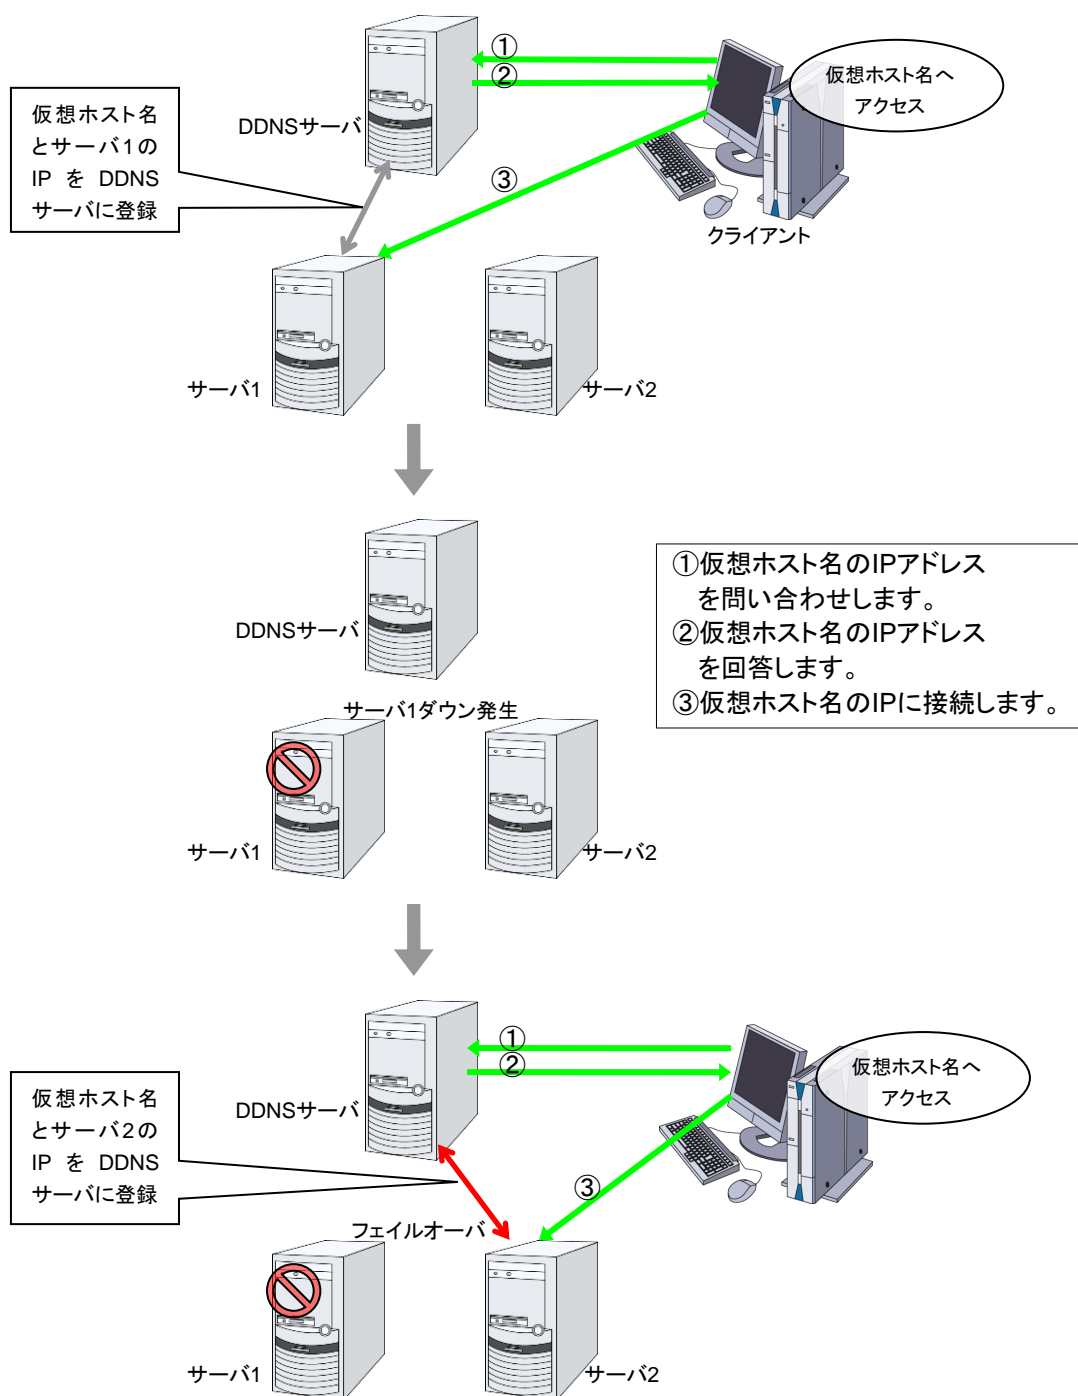 ①
②
仮想ホスト名へ
アクセス
仮想ホスト名
とサーバ1の
IP を DDNS
サーバに登録
DDNSサーバ
③
クライアント
サーバ1
サーバ2
DDNSサーバ
①仮想ホスト名のIPアドレス
を問い合わせします。
②仮想ホスト名のIPアドレス
を回答します。
③仮想ホスト名のIPに接続します。
サーバ1ダウン発生
サーバ1
サーバ2
①
②
仮想ホスト名へ
アクセス
仮想ホスト名
とサーバ2の
IP を DDNS
サーバに登録
DDNSサーバ
③
フェイルオーバ
サーバ1
サーバ2